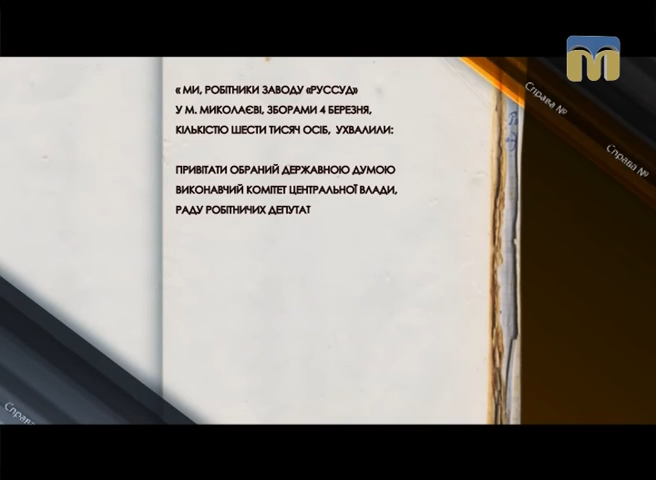 « МИ, РОБІТНИКИ ЗАВОДУ «РУССУД»
У М. МИКОЛАЄВІ, ЗБОРАМИ 4 БЕРЕЗНЯ,
КІЛЬКІСТЮ ШЕСТИ ТИСЯЧ ОСІБ, УХВАЛИЛИ:
ПРИВІТАТИ ОБРАНИЙ ДЕРЖАВНОЮ ДУМОЮ
ВИКОНАВЧИЙ КОМІТЕТ ЦЕНТРАЛЬНОЇ ВЛАДИ,
РАДУ РОБІТНИЧИХ ДЕПУТАТ
Справа №
Справа №
Справа